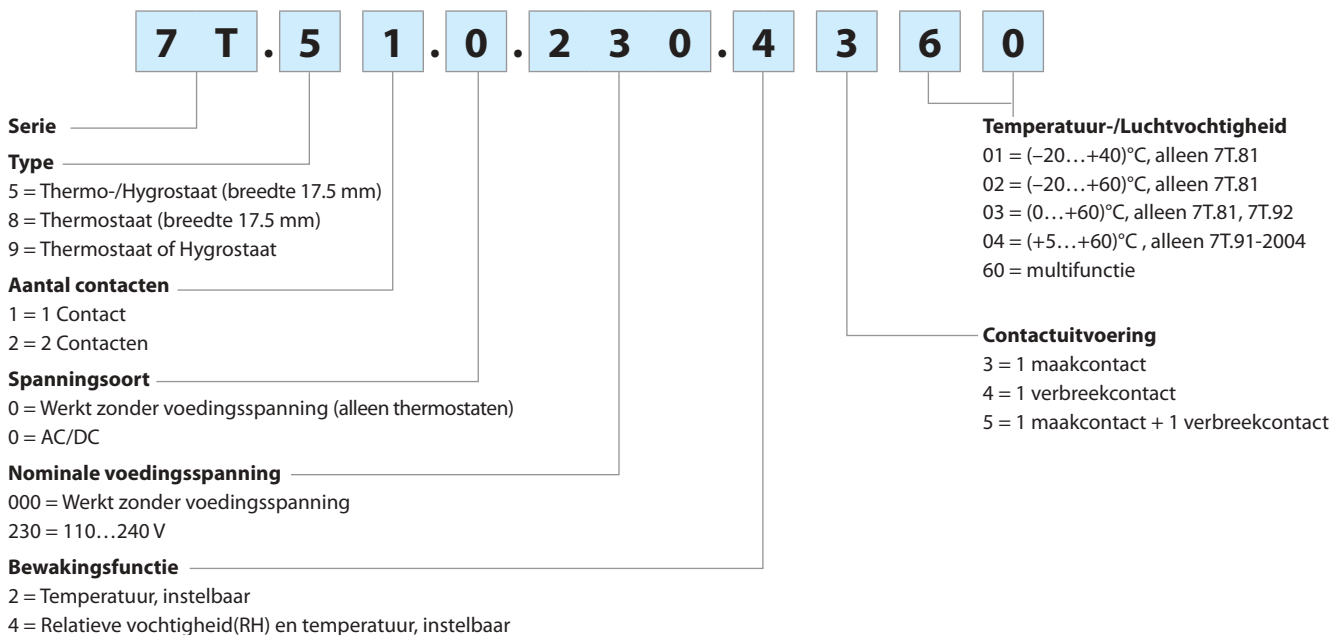 7 T . 5 1 . 0 . 2 3 0 . 4 3 6 0
Serie
Type
5 = Thermo-/Hygrostaat (breedte 17.5 mm)
8 = Thermostaat (breedte 17.5 mm)
9 = Thermostaat of Hygrostaat
Aantal contacten
1 = 1 Contact
2 = 2 Contacten
Spanningsoort
0 = Werkt zonder voedingsspanning (alleen thermostaten)
0 = AC/DC
Nominale voedingsspanning
000 = Werkt zonder voedingsspanning
230 = 110…240 V
Bewakingsfunctie
2 = Temperatuur, instelbaar
4 = Relatieve vochtigheid(RH) en temperatuur, instelbaar
Temperatuur-/Luchtvochtigheid
01 = (–20…+40)°C, alleen 7T.81
02 = (–20…+60)°C, alleen 7T.81
03 = (0…+60)°C, alleen 7T.81, 7T.92
04 = (+5…+60)°C , alleen 7T.91-2004
60 = multifunctie
Contactuitvoering
3 = 1 maakcontact
4 = 1 verbreekcontact
5 = 1 maakcontact + 1 verbreekcontact